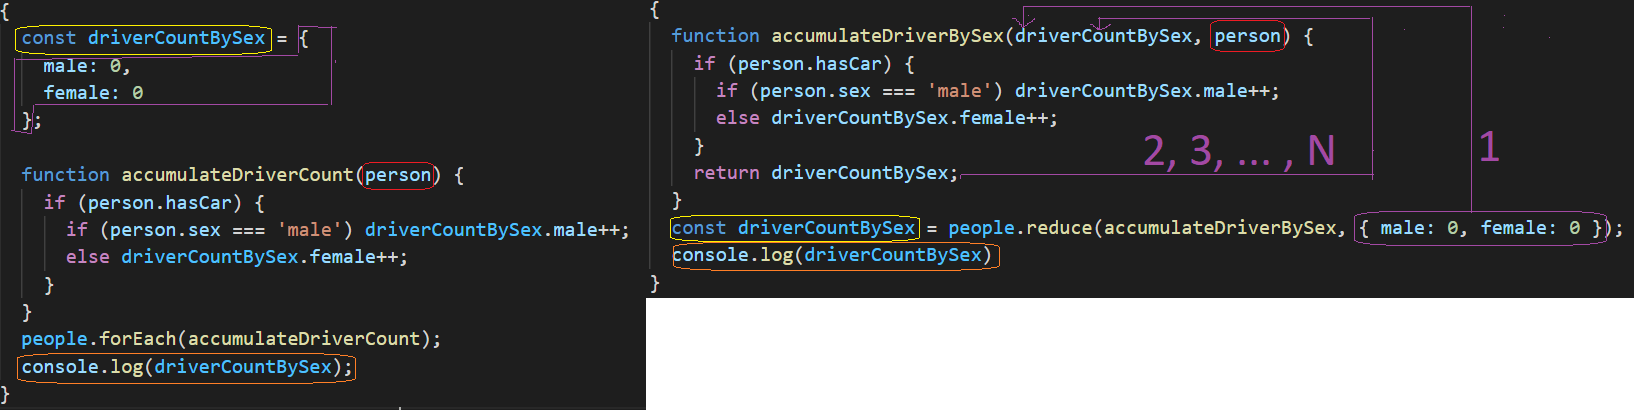 {
const driverCountBySex = {
male: 0,
female: 0
};
function accumulateDriverCount(person) {
if (person.hasCar) {
if (person.sex === 'male') driverCountBySex.male++;
else driverCountBySex.female++;
}
}
people.forEach(accumulateDriverCount);
console.log(driverCountBySex);
}
{
function accumulateDriverBySex(driverCountBySex, person) {
if (person.hasCar) {
if (person.sex === 'male') driverCountBySex.male++;
else driverCountBySex.female++;
}
return driverCountBySex;
}
const driverCountBySex = people.reduce(accumulateDriverBySex, { male: 0, female: 0 });
console.log(driverCountBySex)
}
2, 3, ... , N
1